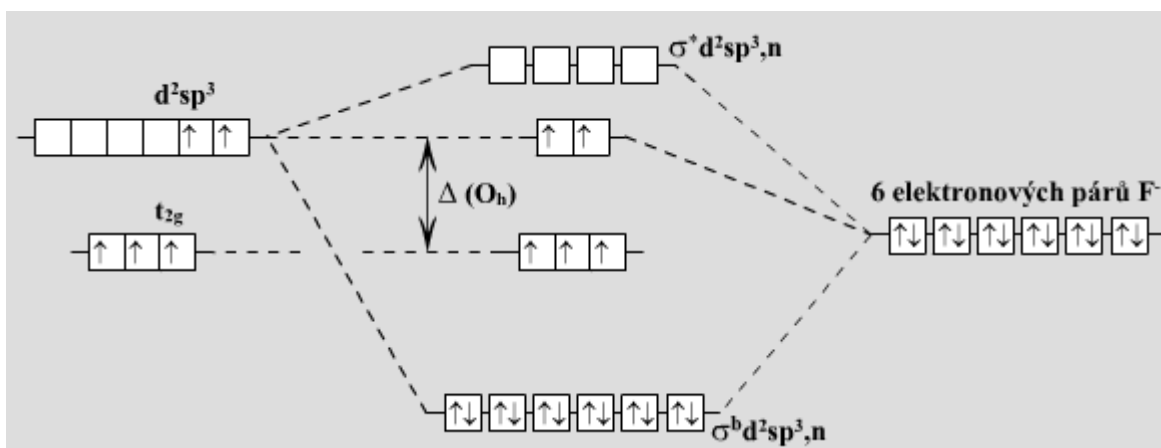 σ*d²sp³,n
d²sp³
↑ ↑
↑ ↑
Δ (Oₕ)
6 elektronových párů F⁻
t₂g
↑↓ ↑↓ ↑↓ ↑↓ ↑↓ ↑↓
↑ ↑ ↑
↑ ↑ ↑
↑↓ ↑↓ ↑↓ ↑↓ ↑↓ ↑↓
σᵇd²sp³,n